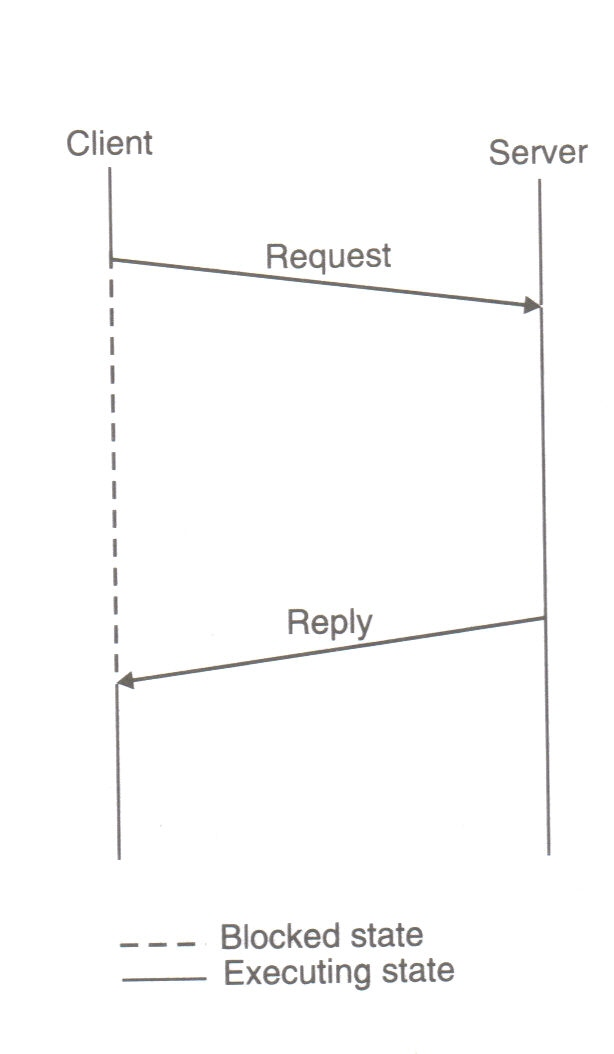 Client
Server
Request
Reply
Blocked state
Executing state